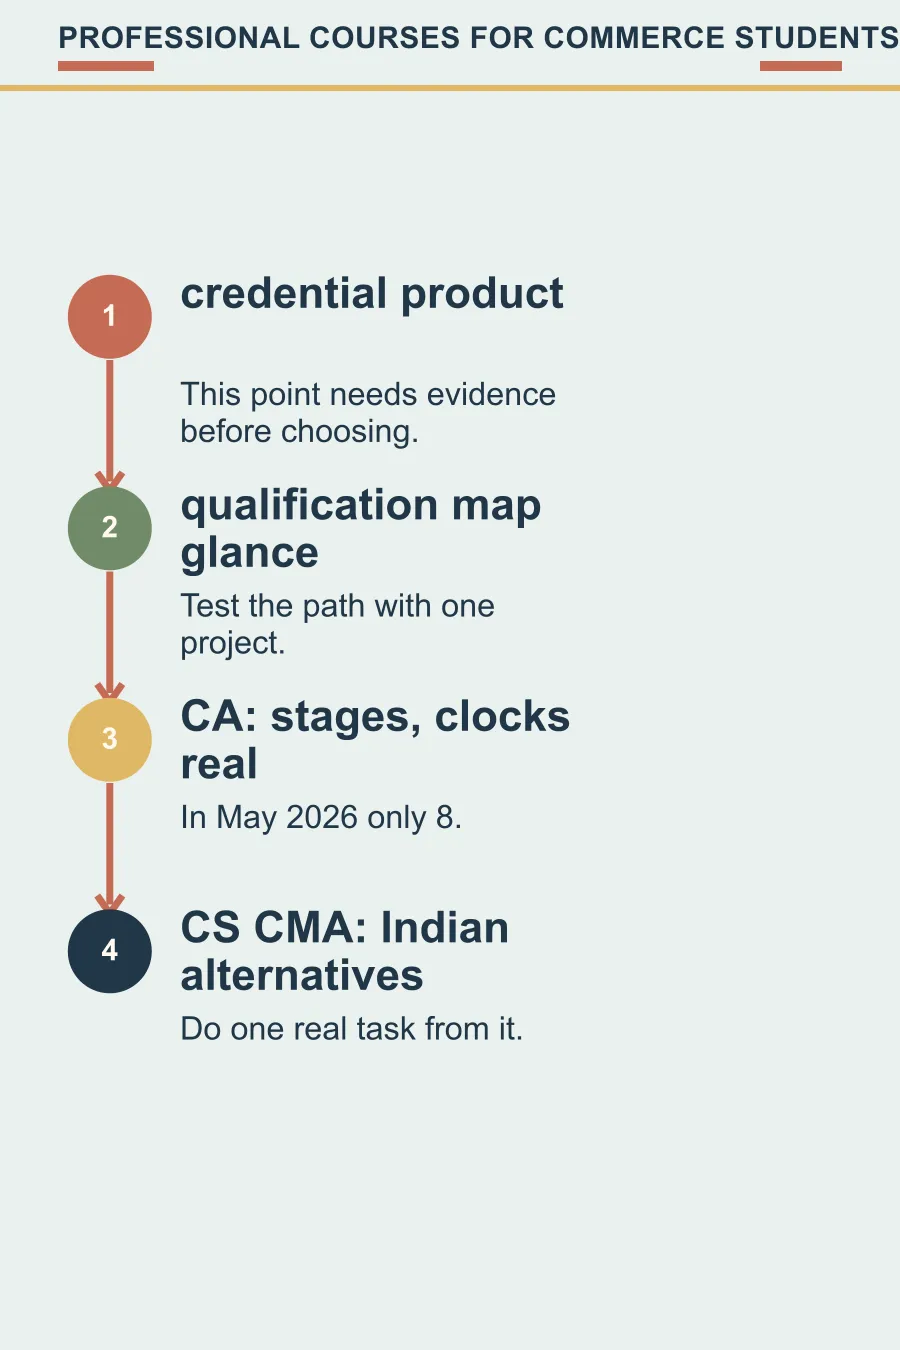 PROFESSIONAL COURSES FOR COMMERCE STUDENTS
1
credential product
This point needs evidence
before choosing.
2
qualification map
glance
Test the path with one
project.
3
CA: stages, clocks
real
In May 2026 only 8.
4
CS CMA: Indian
alternatives
Do one real task from it.